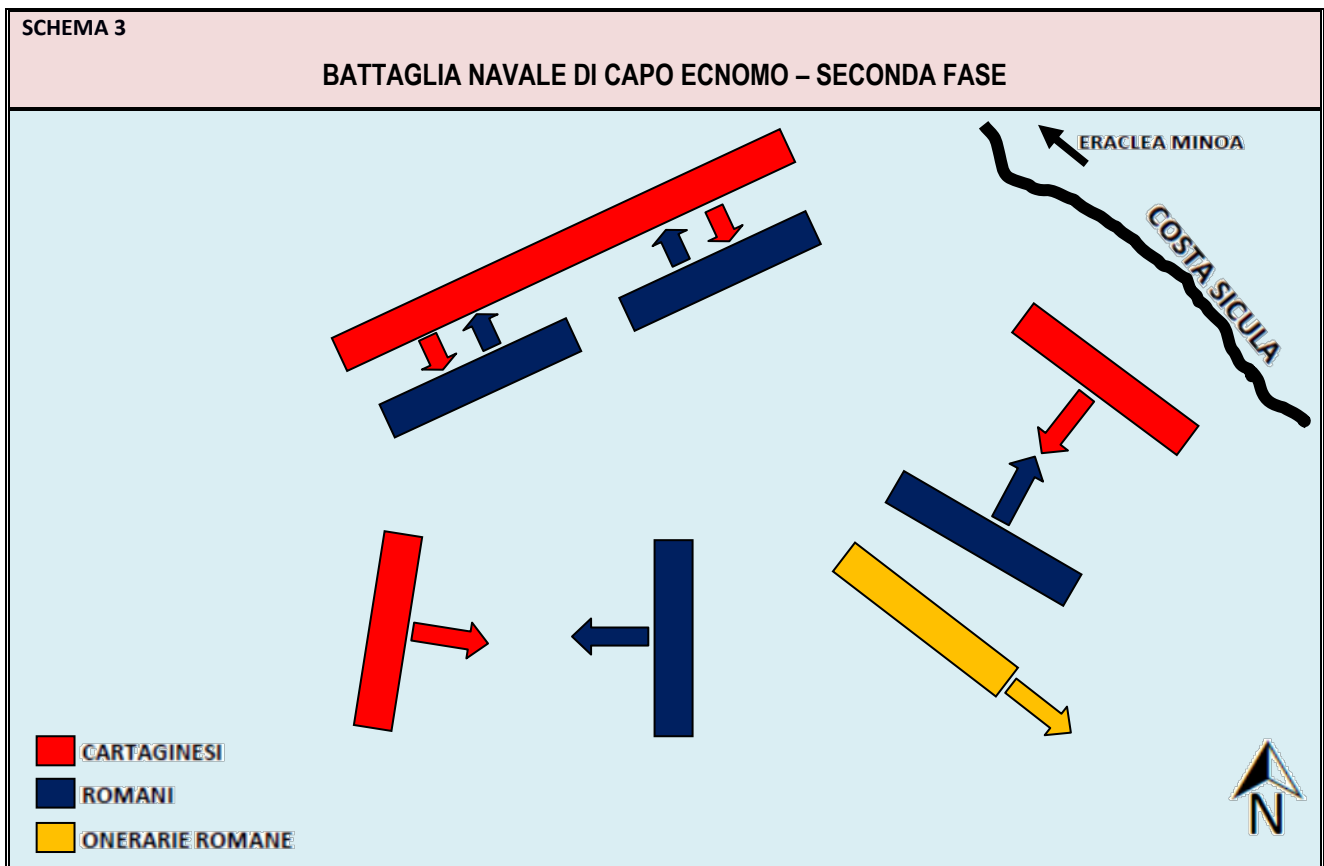 SCHEMA 3
BATTAGLIA NAVALE DI CAPO ECNOMO – SECONDA FASE
ERACLEA MINOA
COSTA SICULA
CARTAGINESI
ROMANI
ONERARIE ROMANE
N